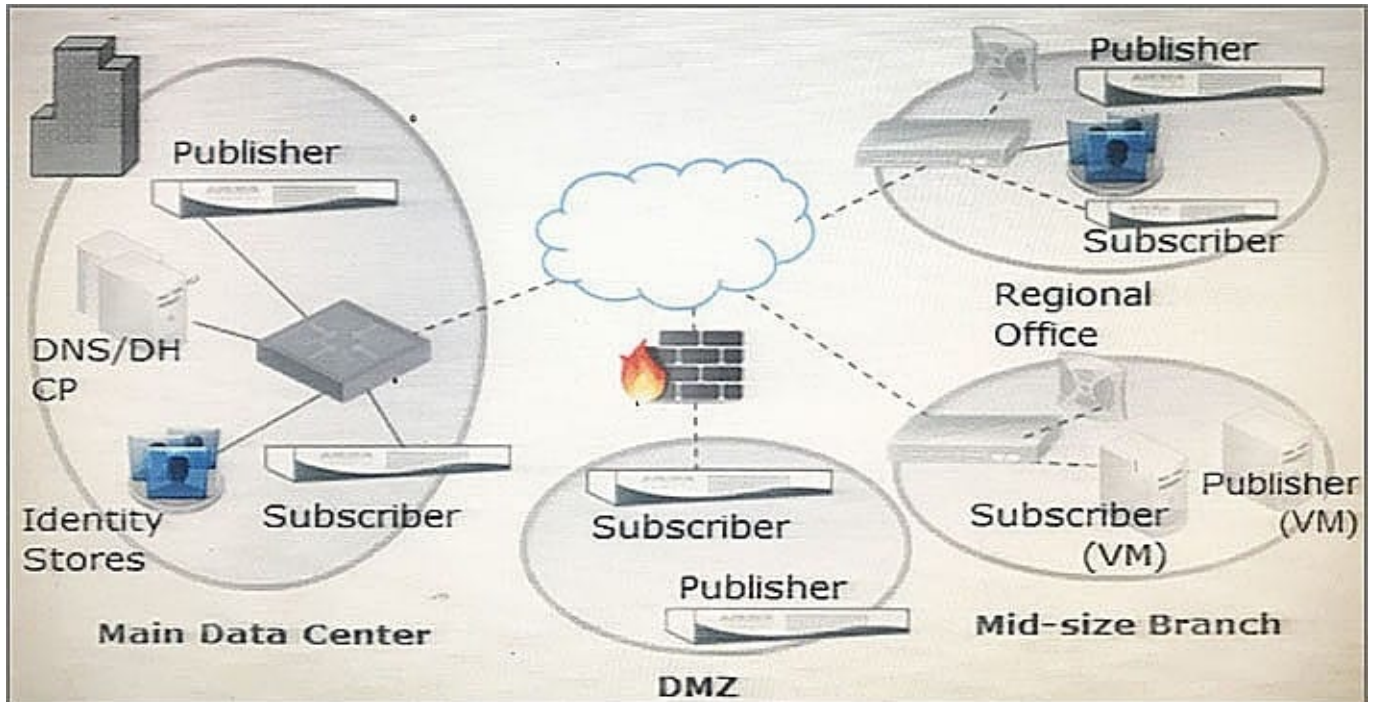 Publisher
DNS/DH
CP
Identity
Stores
Subscriber
Main Data Center
Subscriber
Publisher
DMZ
Publisher
Subscriber
Regional
Office
Subscriber
(VM)
Publisher
(VM)
Mid-size Branch